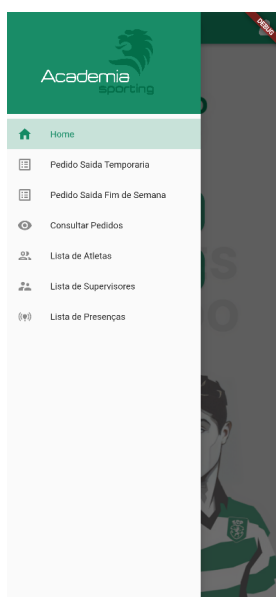 DEBUG
Academia
sporting
Home
Pedido Saida Temporaria
Pedido Saida Fim de Semana
Consultar Pedidos
Lista de Atletas
Lista de Supervisores
Lista de Presenças